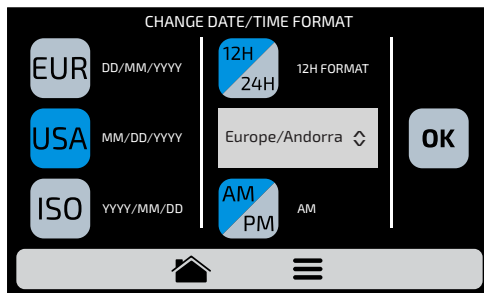 CHANGE DATE/TIME FORMAT
EUR DD/MM/YYYY
12H
24H
12H FORMAT
USA MM/DD/YYYY
Europe/Andorra
OK
ISO YYYY/MM/DD
AM
PM
AM